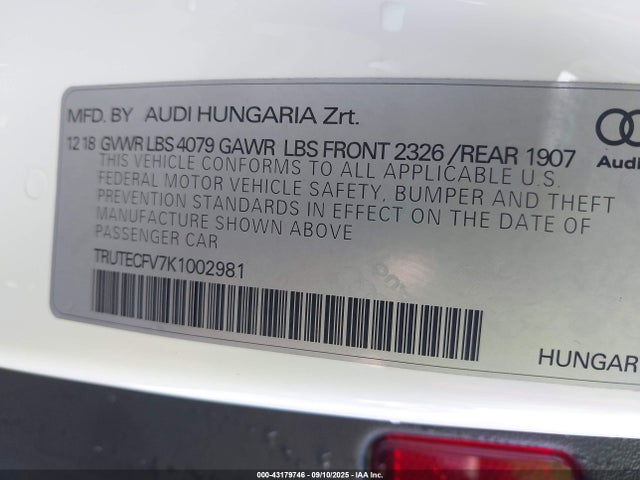 MFD. BY AUDI HUNGARIA Zrt.
12 18 GVWR LBS 4079 GAWR LBS FRONT 2326 /REAR 1907
THIS VEHICLE CONFORMS TO ALL APPLICABLE U.S.
FEDERAL MOTOR VEHICLE SAFETY, BUMPER AND THEFT
PREVENTION STANDARDS IN EFFECT ON THE DATE OF
MANUFACTURE SHOWN ABOVE
PASSENGER CAR
TRUTECFV7K1002981
Audi
HUNGAR
000-43179746 - 09/10/2025 - IAA Inc.